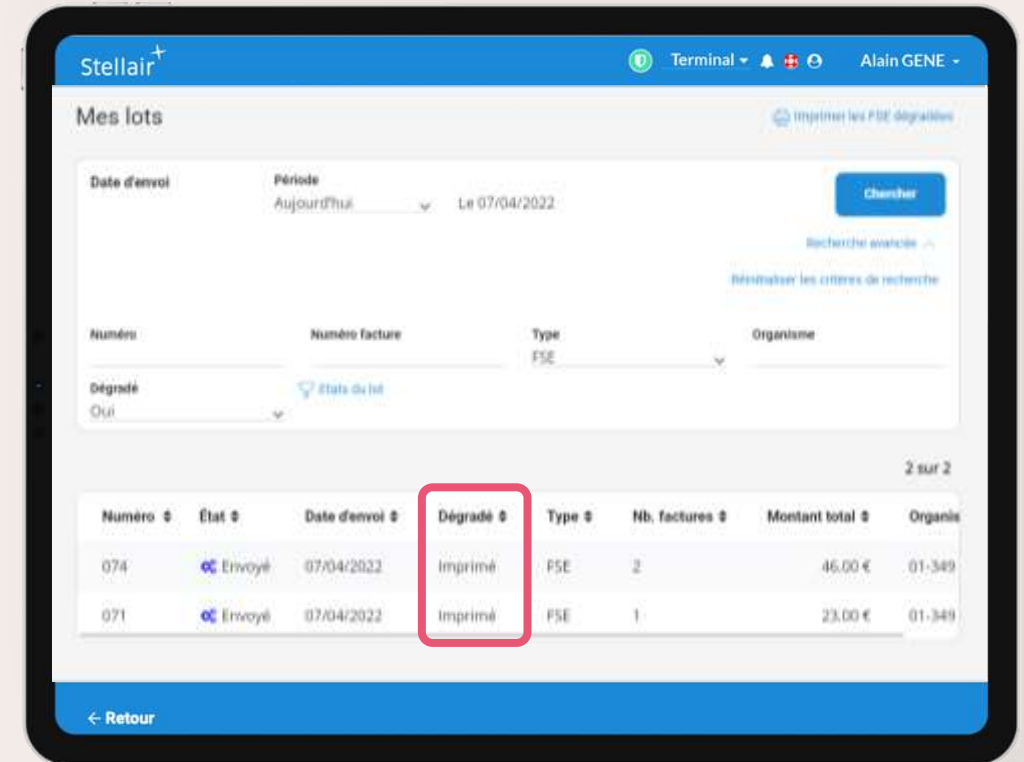 Stellair+
Terminal
Alain GENE
Mes lots
Imprimer les FSE dégradées
Date d'envoi
Période
Aujourd'hui
Le 07/04/2022
Chercher
Recherche avancée
Réinitialiser les critères de recherche
Numéro
Numéro facture
Type
Organisme
FSE
Dégradé
Etats du lot
Oui
2 sur 2
Numéro État Date d'envoi Dégradé Type Nb. factures Montant total Organis
074 Envoyé 07/04/2022 Imprimé FSE 2 46.00 € 01-349
071 Envoyé 07/04/2022 Imprimé FSE 1 23.00 € 01-349
← Retour